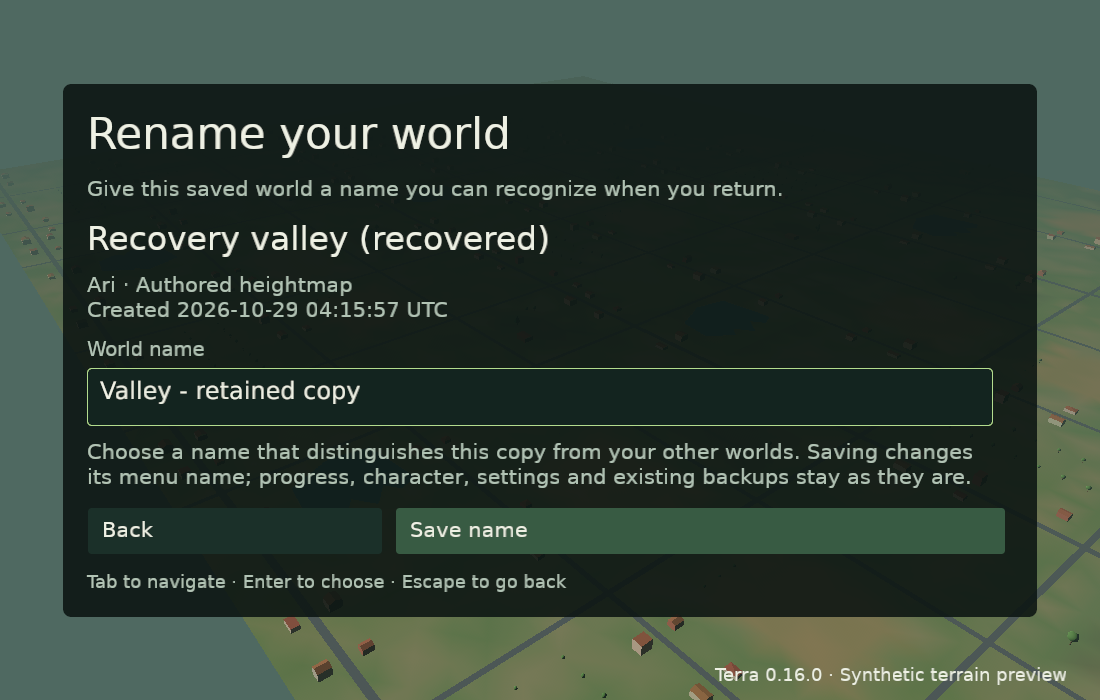 Rename your world
Give this saved world a name you can recognize when you return.
Recovery valley (recovered)
Ari · Authored heightmap
Created 2026-10-29 04:15:57 UTC
World name
Valley - retained copy
Choose a name that distinguishes this copy from your other worlds. Saving changes
its menu name; progress, character, settings and existing backups stay as they are.
Back
Save name
Tab to navigate · Enter to choose · Escape to go back
Terra 0.16.0 · Synthetic terrain preview